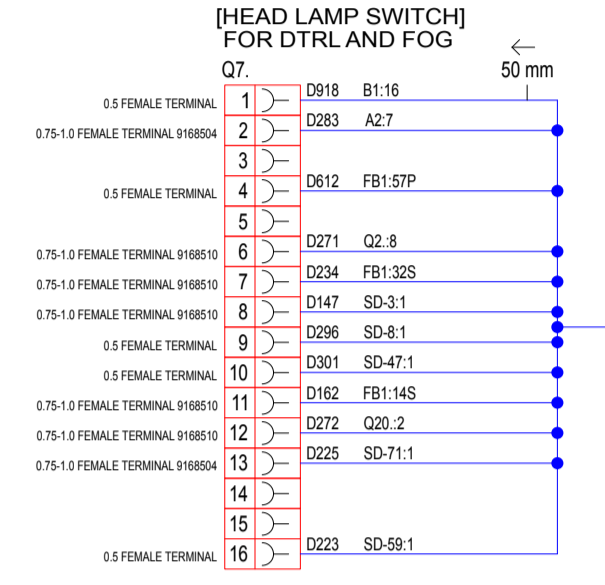 [HEAD LAMP SWITCH]
FOR DTRL AND FOG
Q7.
50 mm
0.5 FEMALE TERMINAL 1 D918 B1:16
0.75-1.0 FEMALE TERMINAL 9168504 2 D283 A2:7
3
0.5 FEMALE TERMINAL 4 D612 FB1:57P
5
0.75-1.0 FEMALE TERMINAL 9168510 6 D271 Q2.:8
0.75-1.0 FEMALE TERMINAL 9168510 7 D234 FB1:32S
0.75-1.0 FEMALE TERMINAL 9168510 8 D147 SD-3:1
0.5 FEMALE TERMINAL 9 D296 SD-8:1
0.5 FEMALE TERMINAL 10 D301 SD-47:1
0.75-1.0 FEMALE TERMINAL 9168510 11 D162 FB1:14S
0.75-1.0 FEMALE TERMINAL 9168510 12 D272 Q20.:2
0.75-1.0 FEMALE TERMINAL 9168504 13 D225 SD-71:1
14
15
0.5 FEMALE TERMINAL 16 D223 SD-59:1